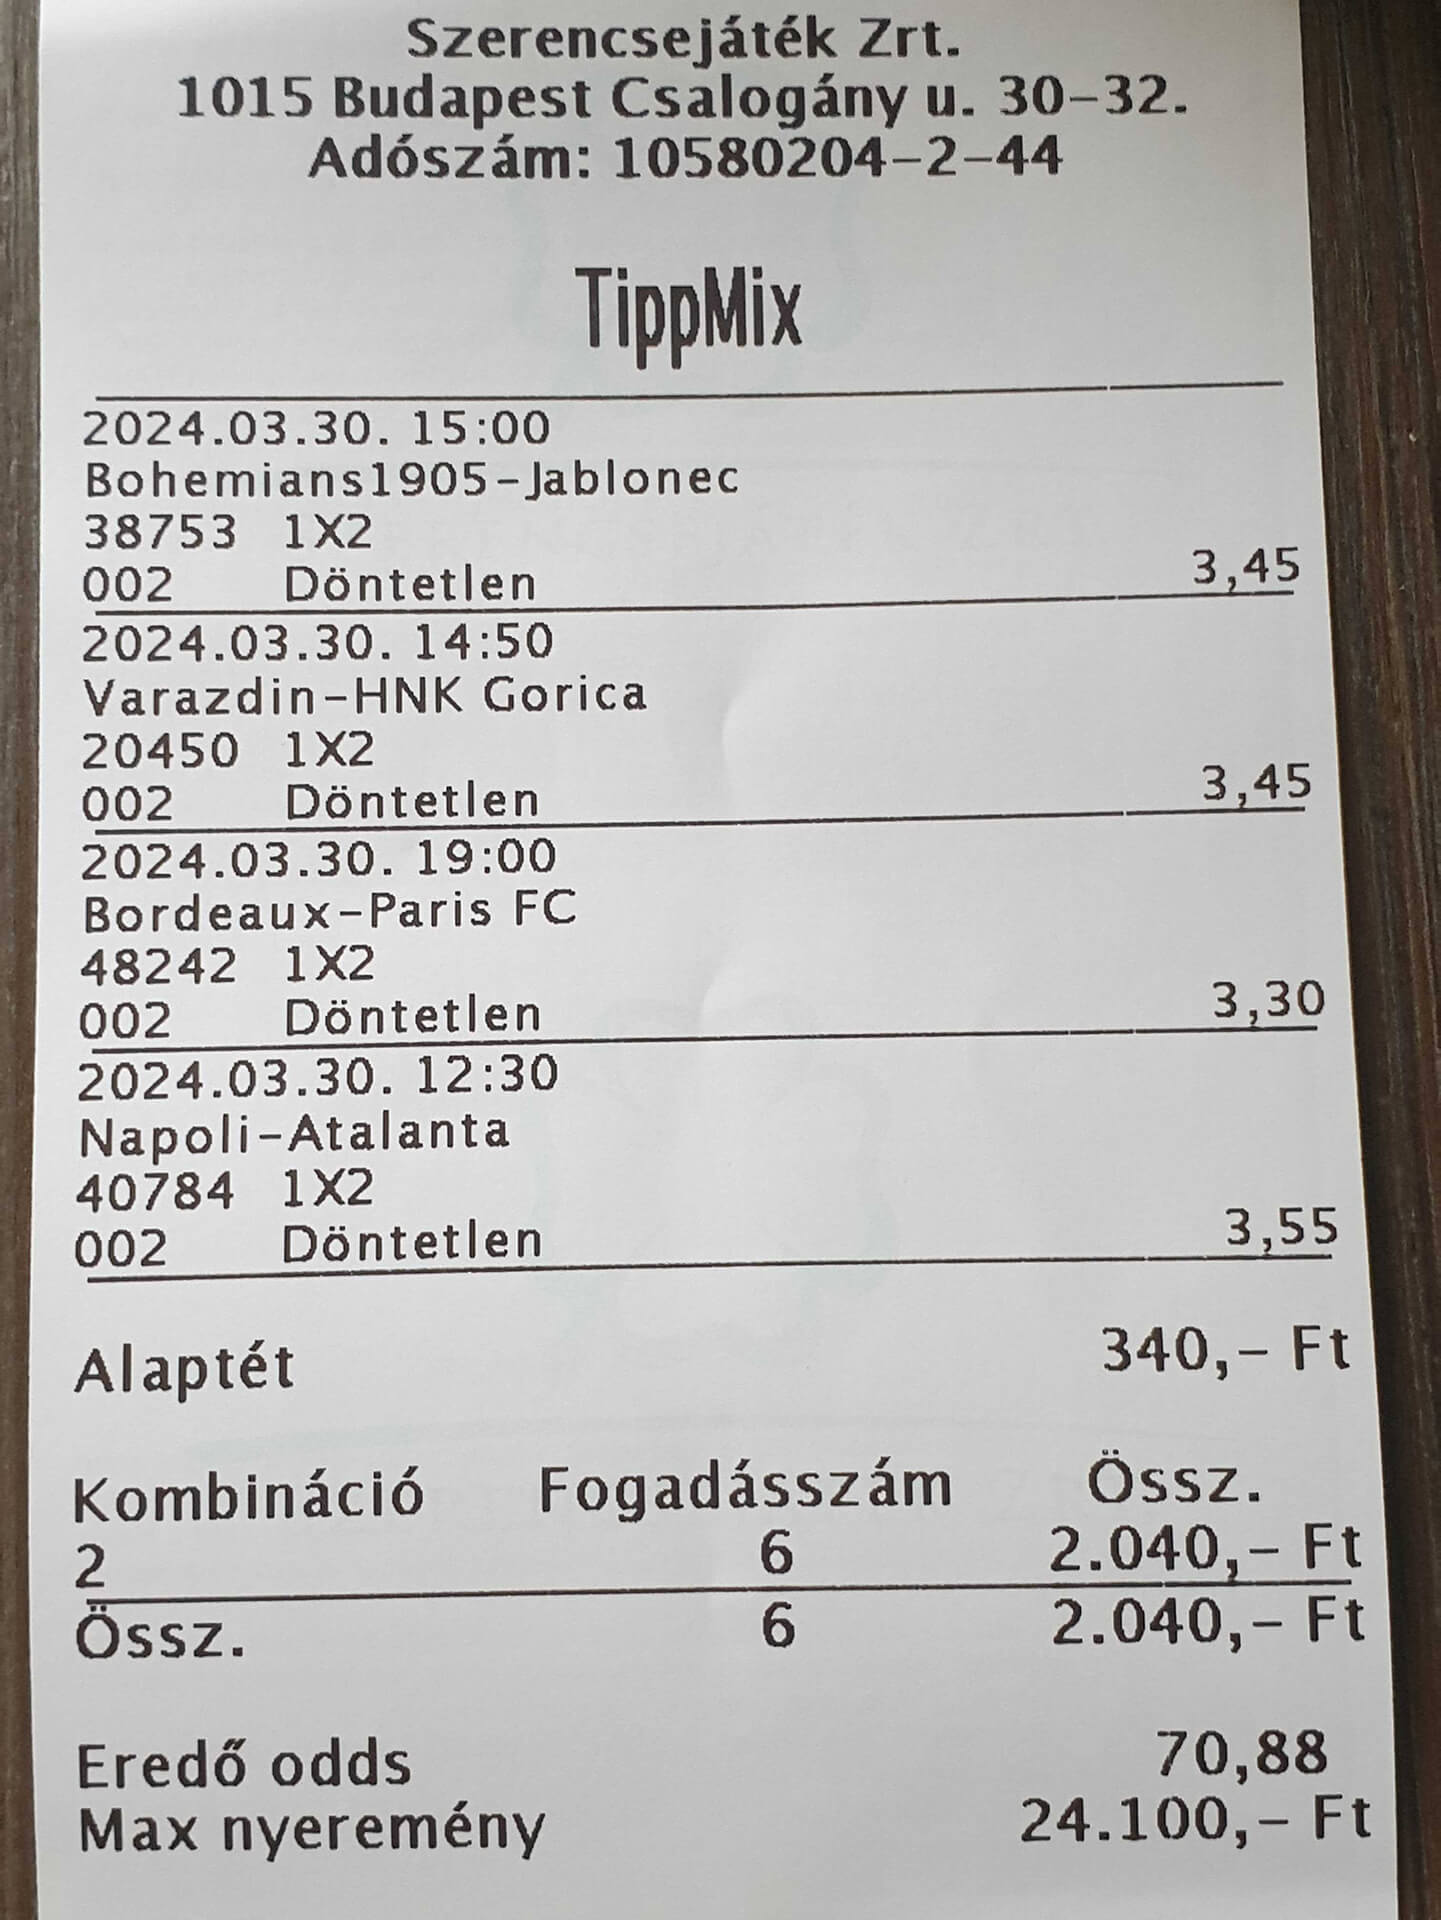 Szerencsejáték Zrt.
1015 Budapest Csalogány u. 30-32.
Adószám: 10580204-2-44
TippMix
2024.03.30. 15:00
Bohemians1905-Jablonec
38753 1X2
002 Döntetlen 3,45
2024.03.30. 14:50
Varazdin-HNK Gorica
20450 1X2
002 Döntetlen 3,45
2024.03.30. 19:00
Bordeaux-Paris FC
48242 1X2
002 Döntetlen 3,30
2024.03.30. 12:30
Napoli-Atalanta
40784 1X2
002 Döntetlen 3,55
Alaptét 340,- Ft
Kombináció Fogadásszám Össz.
2 6 2.040,- Ft
Össz. 6 2.040,- Ft
Eredő odds 70,88
Max nyeremény 24.100,- Ft